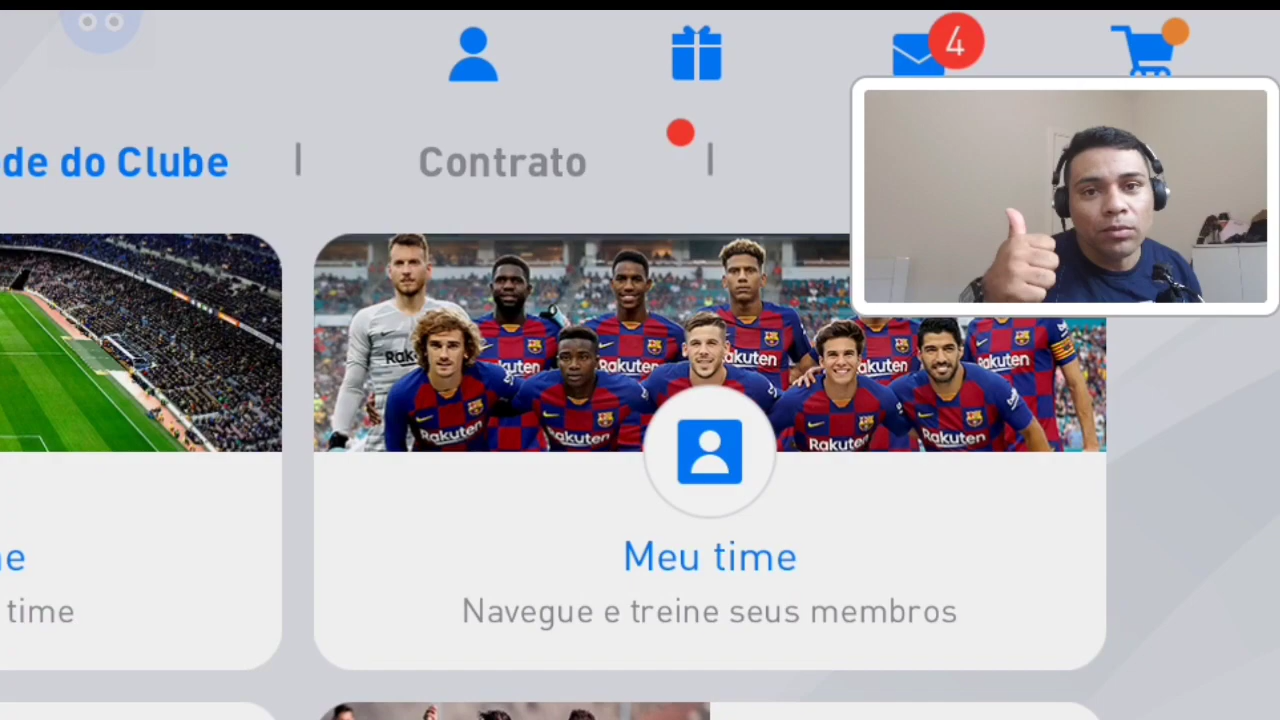 4
de do Clube | Contrato |
Rakuten
Rakuten
Rakuten
Rakuten
Rakuten
Rakuten
Rakuten
Rakuten
Meu time
Navegue e treine seus membros
e
time